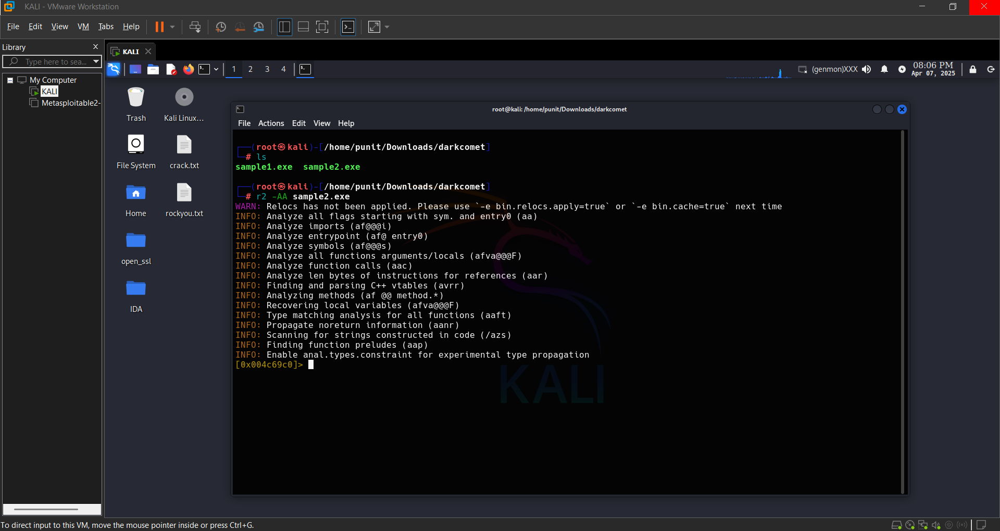 KALI - VMware Workstation
File Edit View VM Tabs Help
Library
Type here to sea...
My Computer
KALI
Metasploitable2-
KALI
1 2 3 4
(genmon)XXX
08:06 PM
Apr 07, 2025
Trash
Kali Linux...
File System
crack.txt
Home
rockyou.txt
open_ssl
IDA
root@kali: /home/punit/Downloads/darkcomet
File Actions Edit View Help
┌──(root㉿kali)-[/home/punit/Downloads/darkcomet]
└─# ls
sample1.exe  sample2.exe
┌──(root㉿kali)-[/home/punit/Downloads/darkcomet]
└─# r2 -AA sample2.exe
WARN: Relocs has not been applied. Please use `-e bin.relocs.apply=true` or `-e bin.cache=true` next time
INFO: Analyze all flags starting with sym. and entry0 (aa)
INFO: Analyze imports (af@@@i)
INFO: Analyze entrypoint (af@ entry0)
INFO: Analyze symbols (af@@@s)
INFO: Analyze all functions arguments/locals (afva@@@F)
INFO: Analyze function calls (aac)
INFO: Analyze len bytes of instructions for references (aar)
INFO: Finding and parsing C++ vtables (avrr)
INFO: Analyzing methods (af @@ method.*)
INFO: Recovering local variables (afva@@@F)
INFO: Type matching analysis for all functions (aaft)
INFO: Propagate noreturn information (aanr)
INFO: Scanning for strings constructed in code (/azs)
INFO: Finding function preludes (aap)
INFO: Enable anal.types.constraint for experimental type propagation
[0x004c69c0]>
KALI
To direct input to this VM, move the mouse pointer inside or press Ctrl+G.